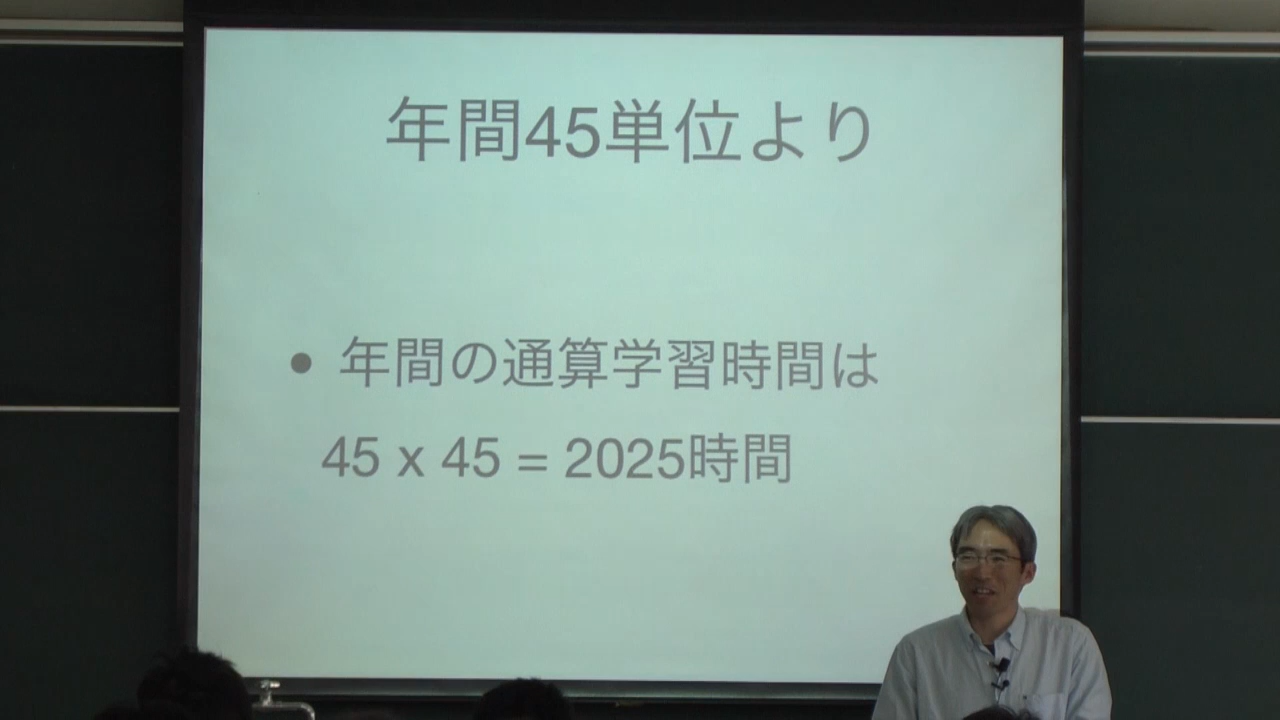 年間45単位より
• 年間の通算学習時間は
45 x 45 = 2025時間